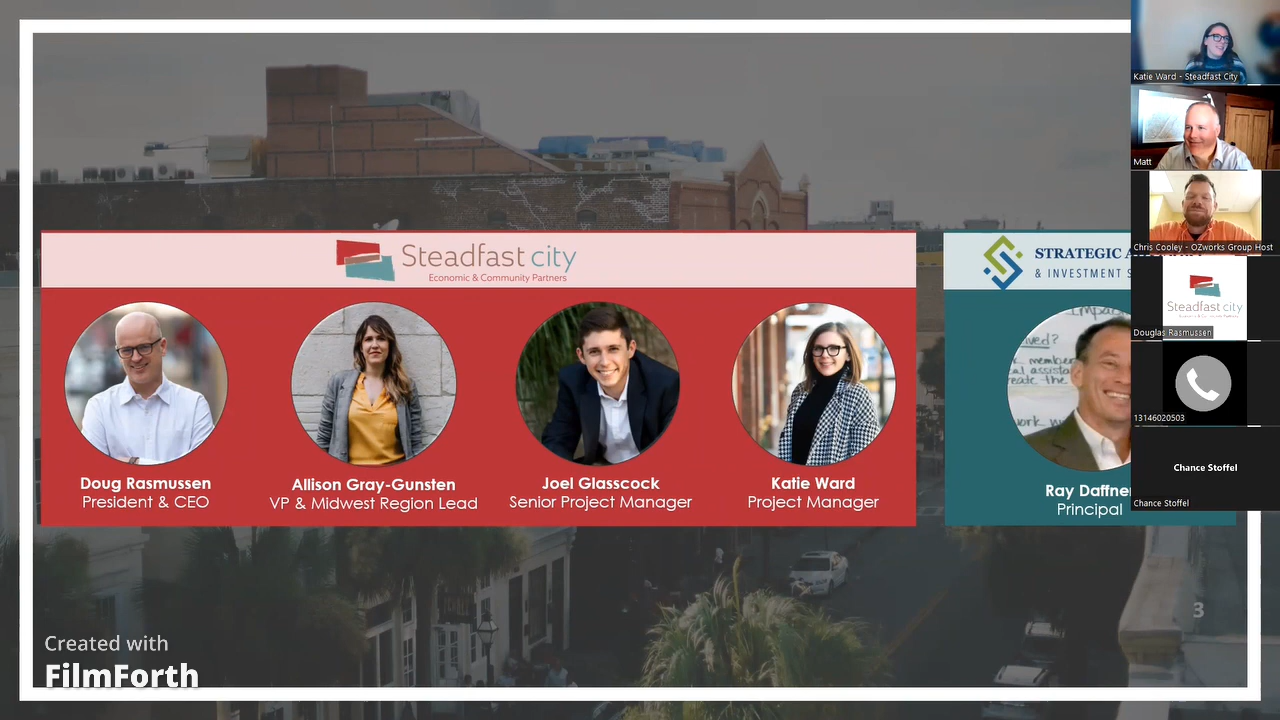 Steadfast city
Economic & Community Partners
Doug Rasmussen
President & CEO
Allison Gray-Gunsten
VP & Midwest Region Lead
Joel Glasscock
Senior Project Manager
Katie Ward
Project Manager
STRATEGIC
& INVESTMENT S
Ray Daffner
Principal
3
Created with
FilmForth
Katie Ward - Steadfast City
Matt
Chris Cooley - OZworks Group Host
Steadfast city
Douglas Rasmussen
13146020503
Chance Stoffel
Chance Stoffel